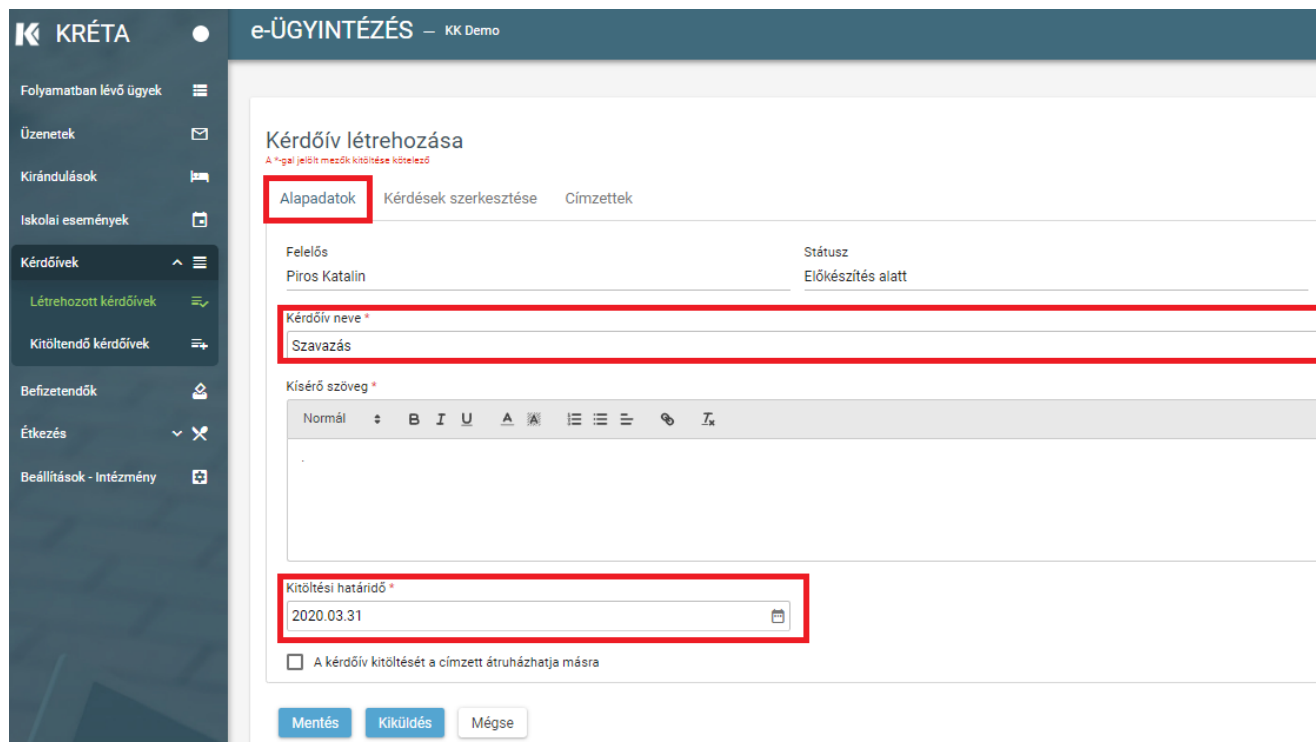 KRÉTA
e-ÜGYINTÉZÉS – KK Demo
Folyamatban lévő ügyek
Üzenetek
Kirándulások
Iskolai események
Kérdőívek
Létrehozott kérdőívek
Kitöltendő kérdőívek
Befizetendők
Étkezés
Beállítások - Intézmény
Kérdőív létrehozása
A *-gal jelölt mezők kitöltése kötelező
Alapadatok Kérdések szerkesztése Címzettek
Felelős Státusz
Piros Katalin Előkészítés alatt
Kérdőív neve *
Szavazás
Kísérő szöveg *
Normál B I U A A
.
Kitöltési határidő *
2020.03.31
A kérdőív kitöltését a címzett átruházhatja másra
Mentés Kiküldés Mégse